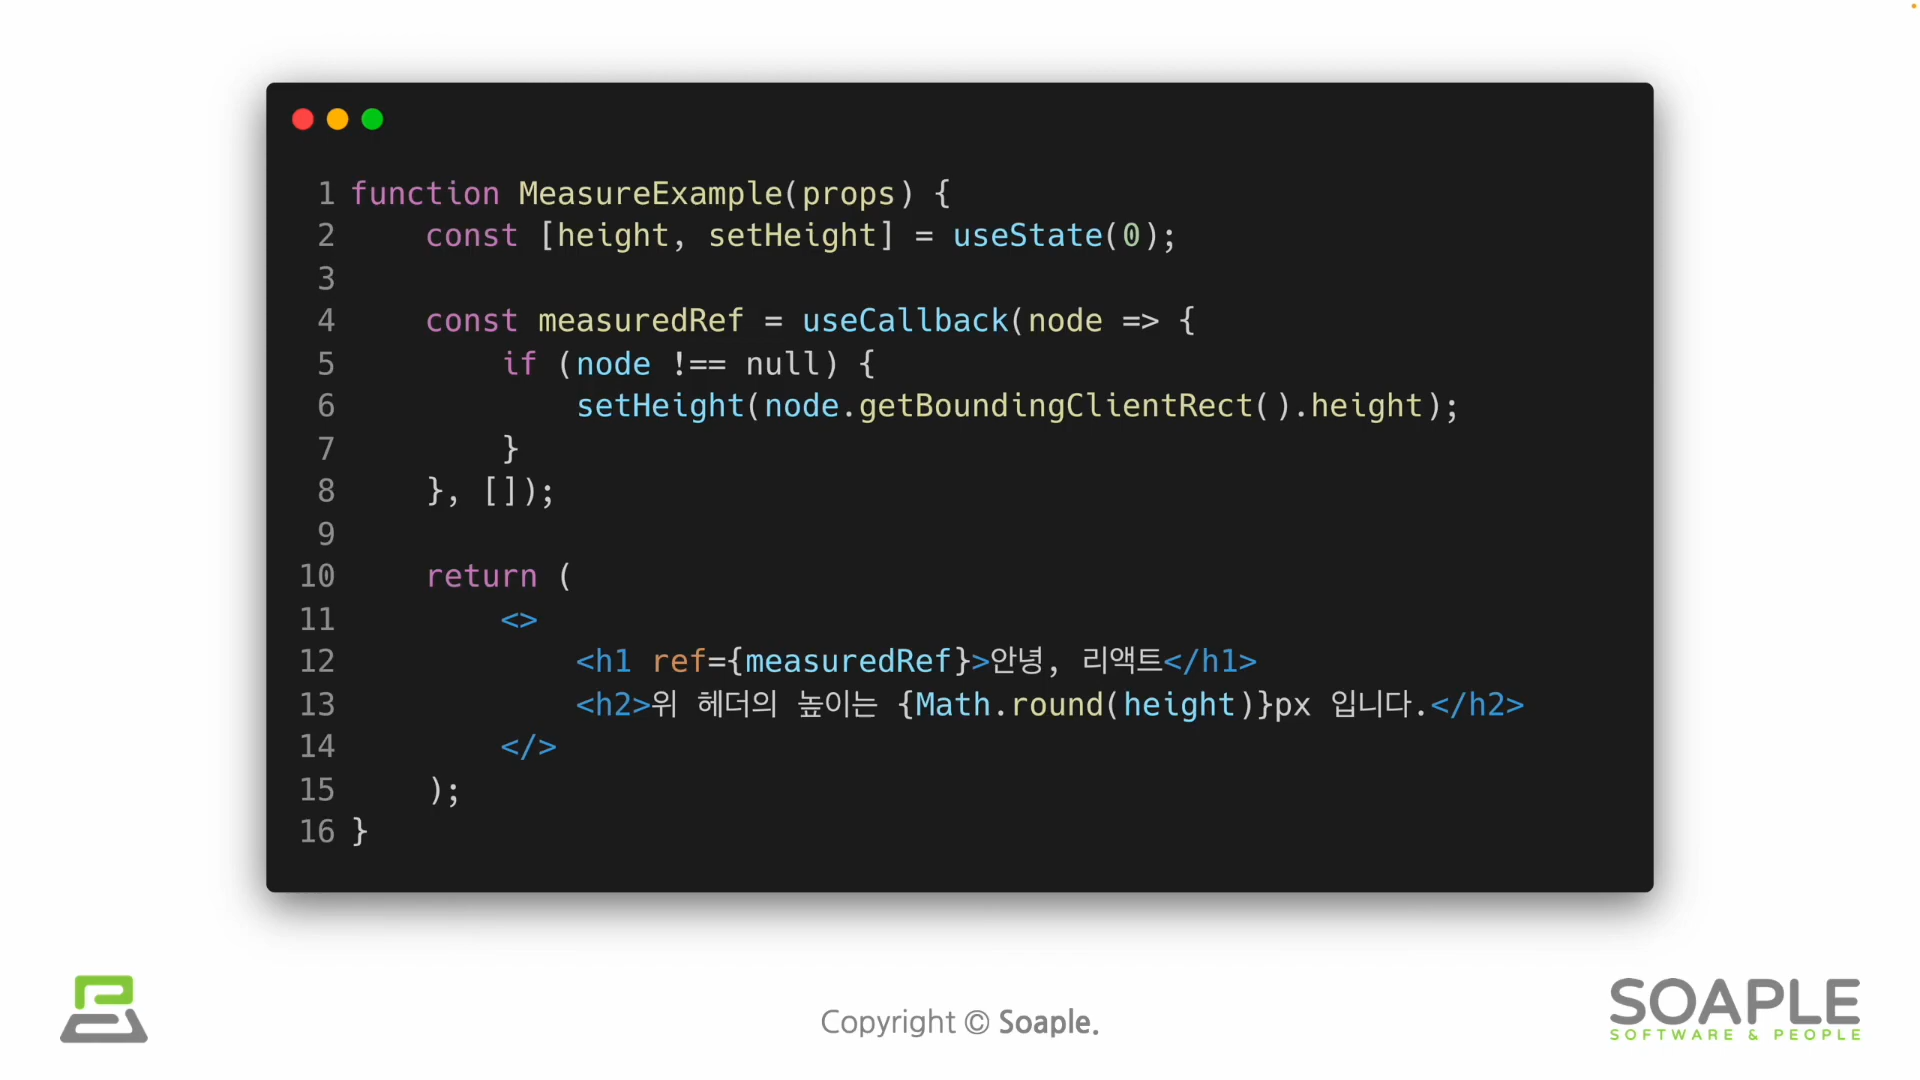 1 function MeasureExample(props) {
2     const [height, setHeight] = useState(0);
3
4     const measuredRef = useCallback(node => {
5         if (node !== null) {
6             setHeight(node.getBoundingClientRect().height);
7         }
8     }, []);
9
10     return (
11         <>
12             <h1 ref={measuredRef}>안녕, 리액트</h1>
13             <h2>위 헤더의 높이는 {Math.round(height)}px 입니다.</h2>
14         </>
15     );
16 }
Copyright © Soaple.
SOAPLE
SOFTWARE & PEOPLE